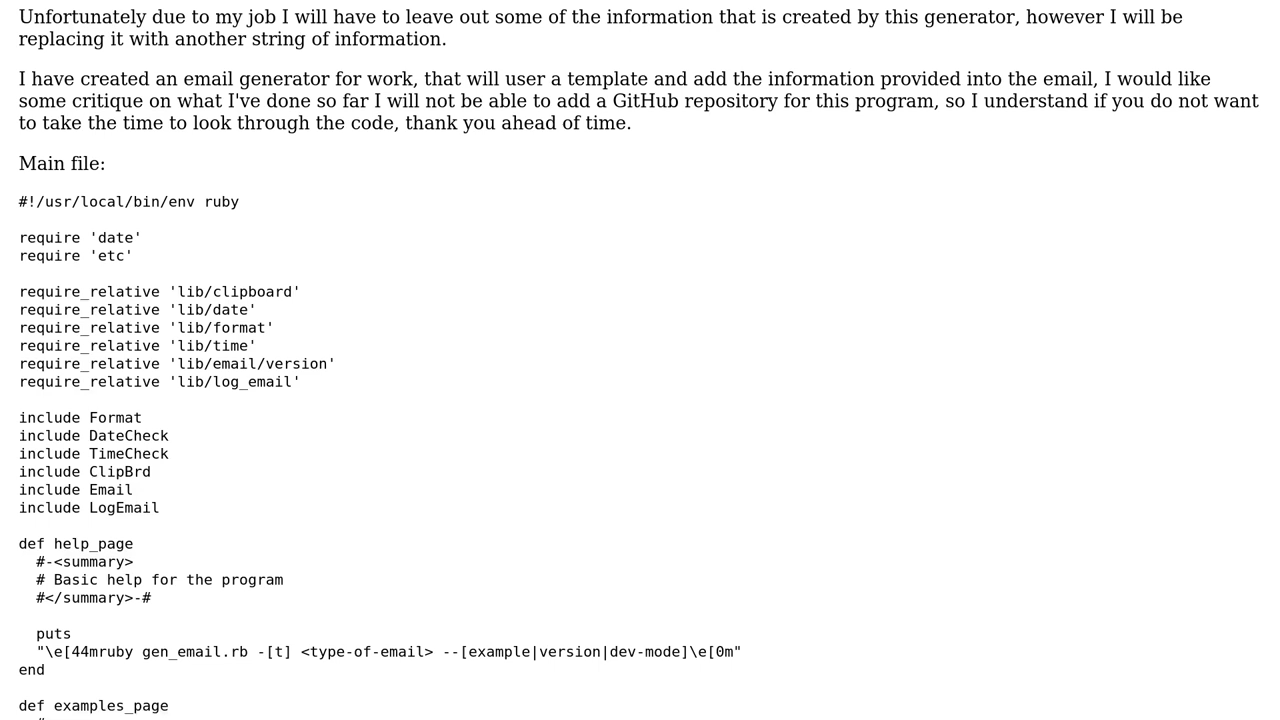 Unfortunately due to my job I will have to leave out some of the information that is created by this generator, however I will be
replacing it with another string of information.
I have created an email generator for work, that will user a template and add the information provided into the email, I would like
some critique on what I've done so far I will not be able to add a GitHub repository for this program, so I understand if you do not want
to take the time to look through the code, thank you ahead of time.
Main file:
#!/usr/local/bin/env ruby
require 'date'
require 'etc'
require_relative 'lib/clipboard'
require_relative 'lib/date'
require_relative 'lib/format'
require_relative 'lib/time'
require_relative 'lib/email/version'
require_relative 'lib/log_email'
include Format
include DateCheck
include TimeCheck
include ClipBrd
include Email
include LogEmail
def help_page
  #-<summary>
  # Basic help for the program
  #</summary>-#
  puts
  "\e[44mruby gen_email.rb -[t] <type-of-email> --[example|version|dev-mode]\e[0m"
end
def examples_page